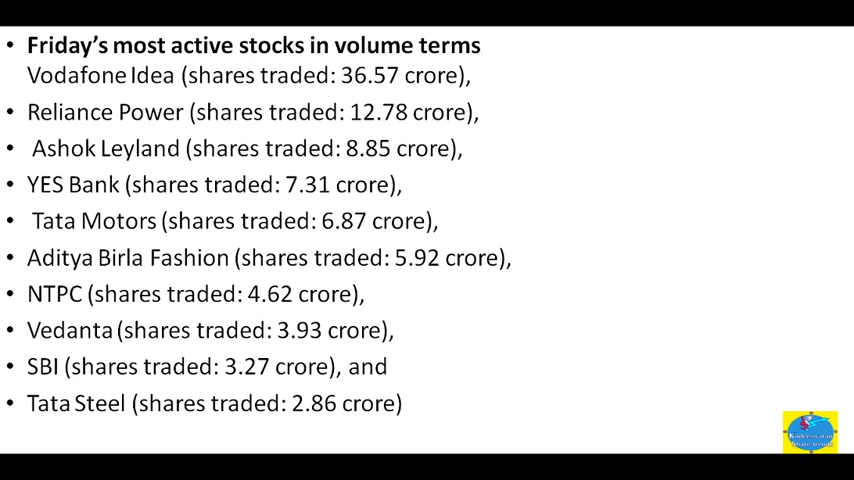 • Friday's most active stocks in volume terms
Vodafone Idea (shares traded: 36.57 crore),
• Reliance Power (shares traded: 12.78 crore),
• Ashok Leyland (shares traded: 8.85 crore),
• YES Bank (shares traded: 7.31 crore),
• Tata Motors (shares traded: 6.87 crore),
• Aditya Birla Fashion (shares traded: 5.92 crore),
• NTPC (shares traded: 4.62 crore),
• Vedanta (shares traded: 3.93 crore),
• SBI (shares traded: 3.27 crore), and
• Tata Steel (shares traded: 2.86 crore)
Share trends